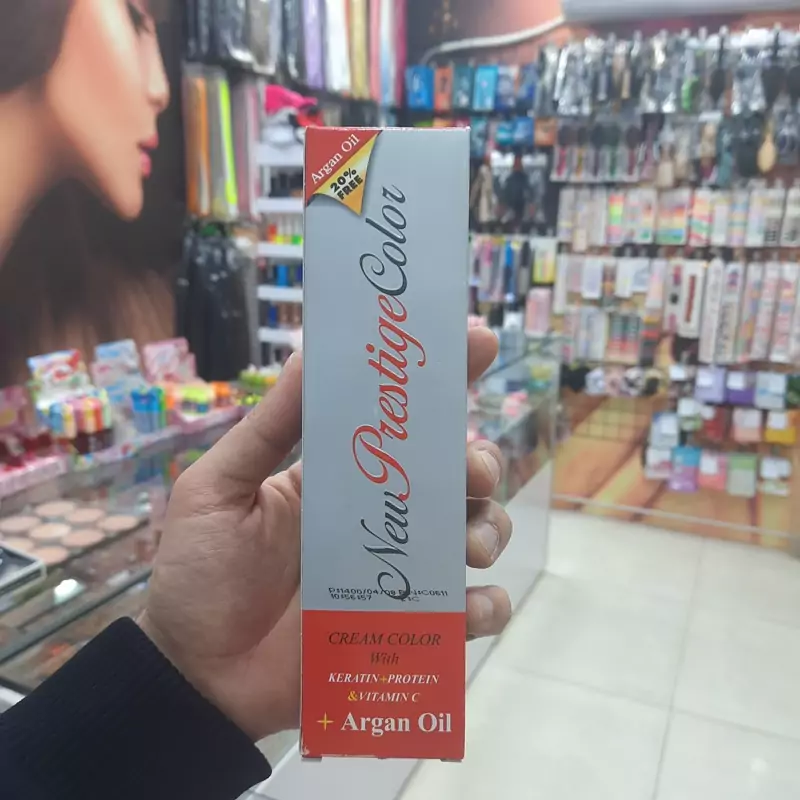 Argan Oil
20%
FREE
New Prestige Color
CREAM COLOR
With
KERATIN+PROTEIN
&VITAMIN C
+ Argan Oil